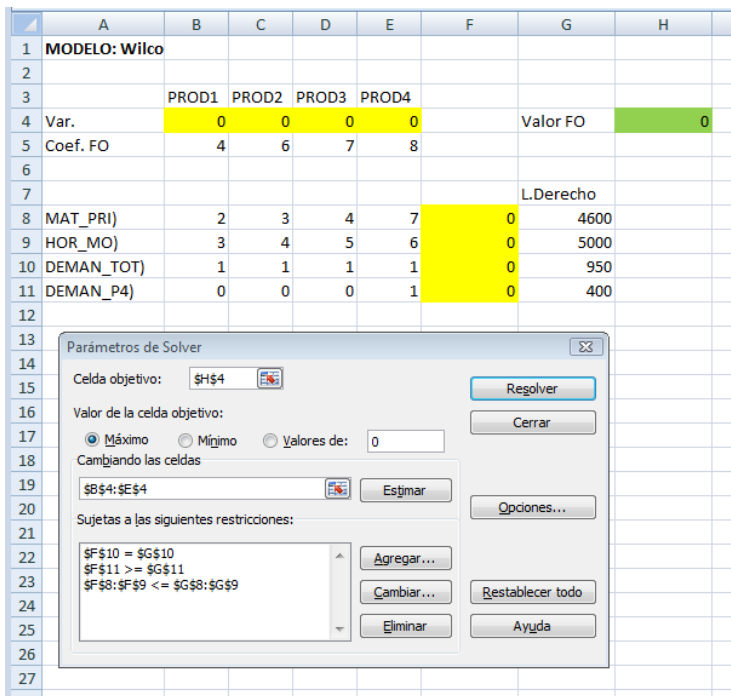 A B C D E F G H
1 MODELO: Wilco
2
3 PROD1 PROD2 PROD3 PROD4
4 Var. 0 0 0 0 Valor FO 0
5 Coef. FO 4 6 7 8
6
7 L.Derecho
8 MAT_PRI) 2 3 4 7 0 4600
9 HOR_MO) 3 4 5 6 0 5000
10 DEMAN_TOT) 1 1 1 1 0 950
11 DEMAN_P4) 0 0 0 1 0 400
12
13
14
15
16
17
18
19
20
21
22
23
24
25
26
27
Parámetros de Solver
Celda objetivo: $H$4 Resolver
Valor de la celda objetivo: Cerrar
Máximo Mínimo Valores de: 0
Cambiando las celdas
$B$4:$E$4 Estimar
Opciones...
Sujetas a las siguientes restricciones:
$F$10 = $G$10 Agregar...
$F$11 >= $G$11
$F$8:$F$9 <= $G$8:$G$9 Cambiar... Restablecer todo
Eliminar Ayuda